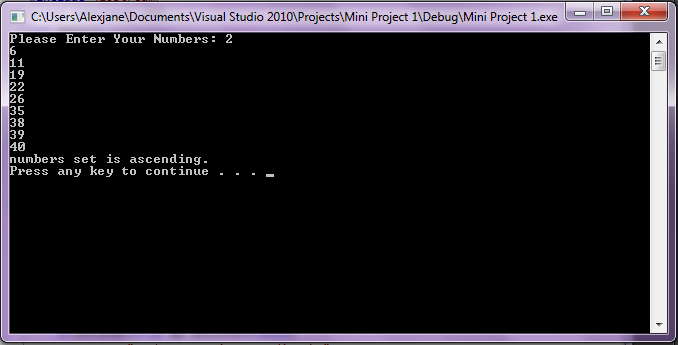 C:\Users\Alexjane\Documents\Visual Studio 2010\Projects\Mini Project 1\Debug\Mini Project 1.exe
Please Enter Your Numbers: 2
6
11
19
22
26
35
38
39
40
numbers set is ascending.
Press any key to continue . . . _